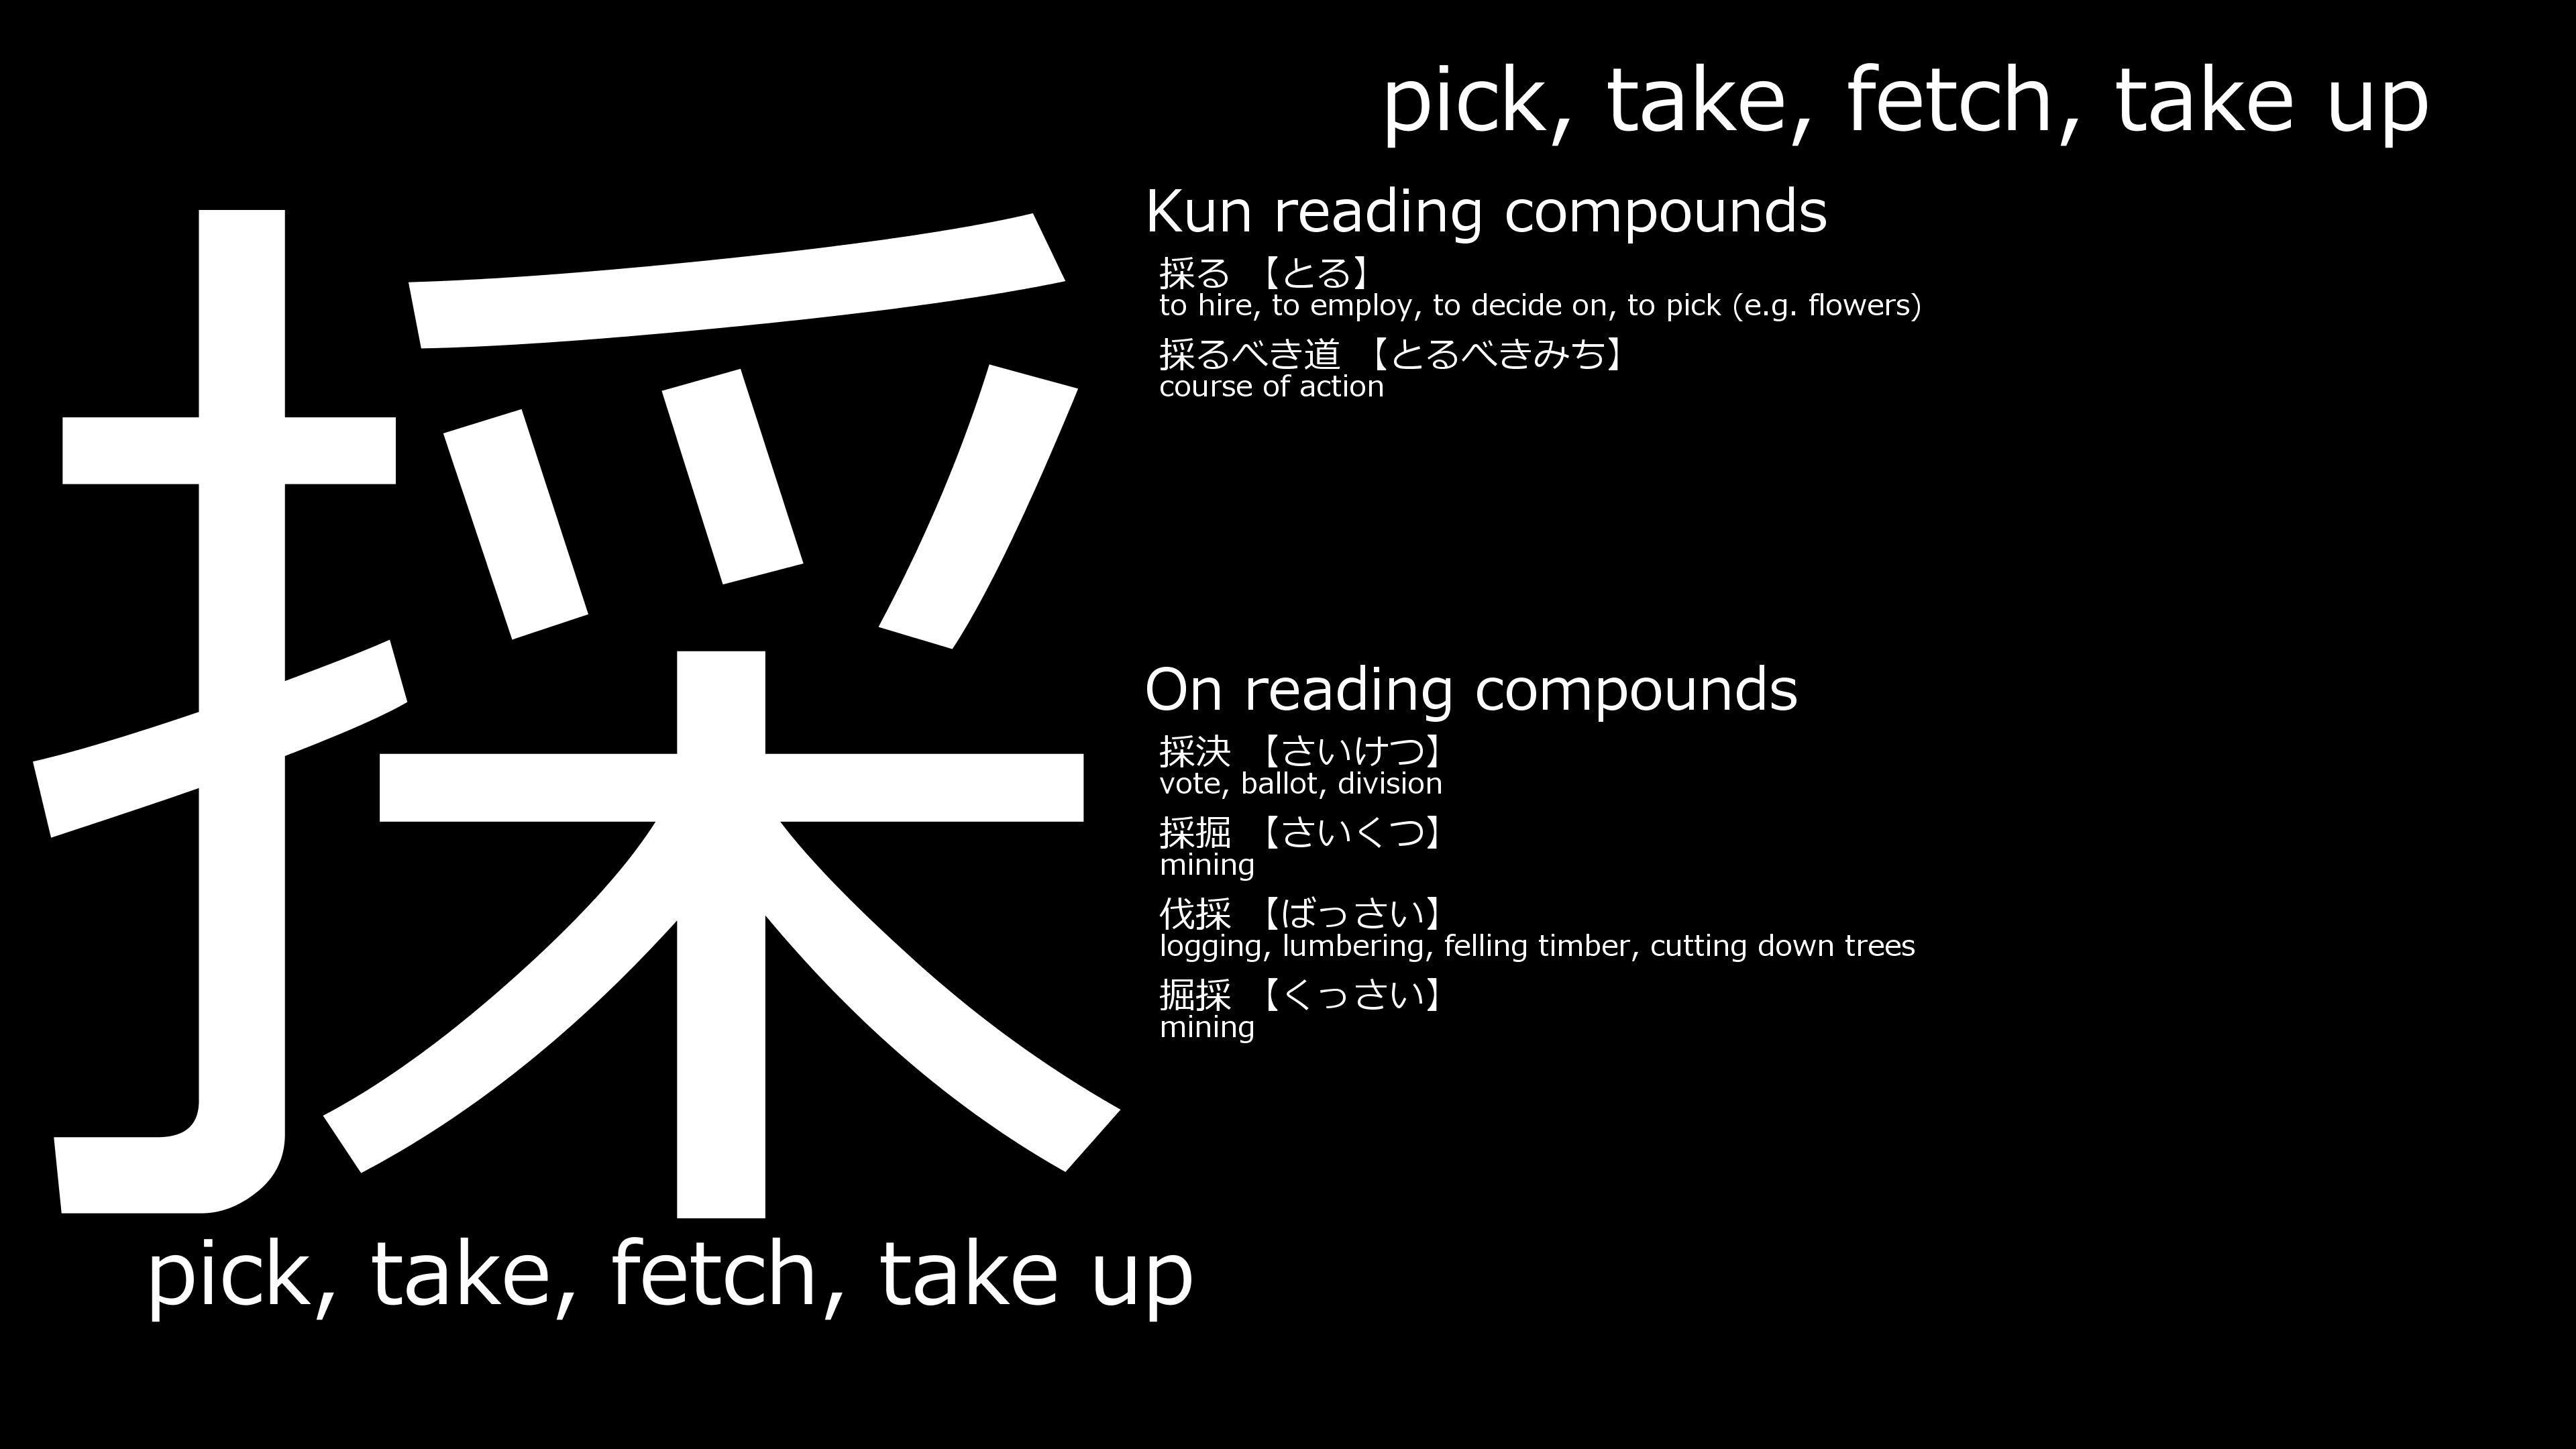 採
pick, take, fetch, take up
pick, take, fetch, take up
Kun reading compounds
採る 【とる】
to hire, to employ, to decide on, to pick (e.g. flowers)
採るべき道 【とるべきみち】
course of action
On reading compounds
採決 【さいけつ】
vote, ballot, division
採掘 【さいくつ】
mining
伐採 【ばっさい】
logging, lumbering, felling timber, cutting down trees
掘採 【くっさい】
mining